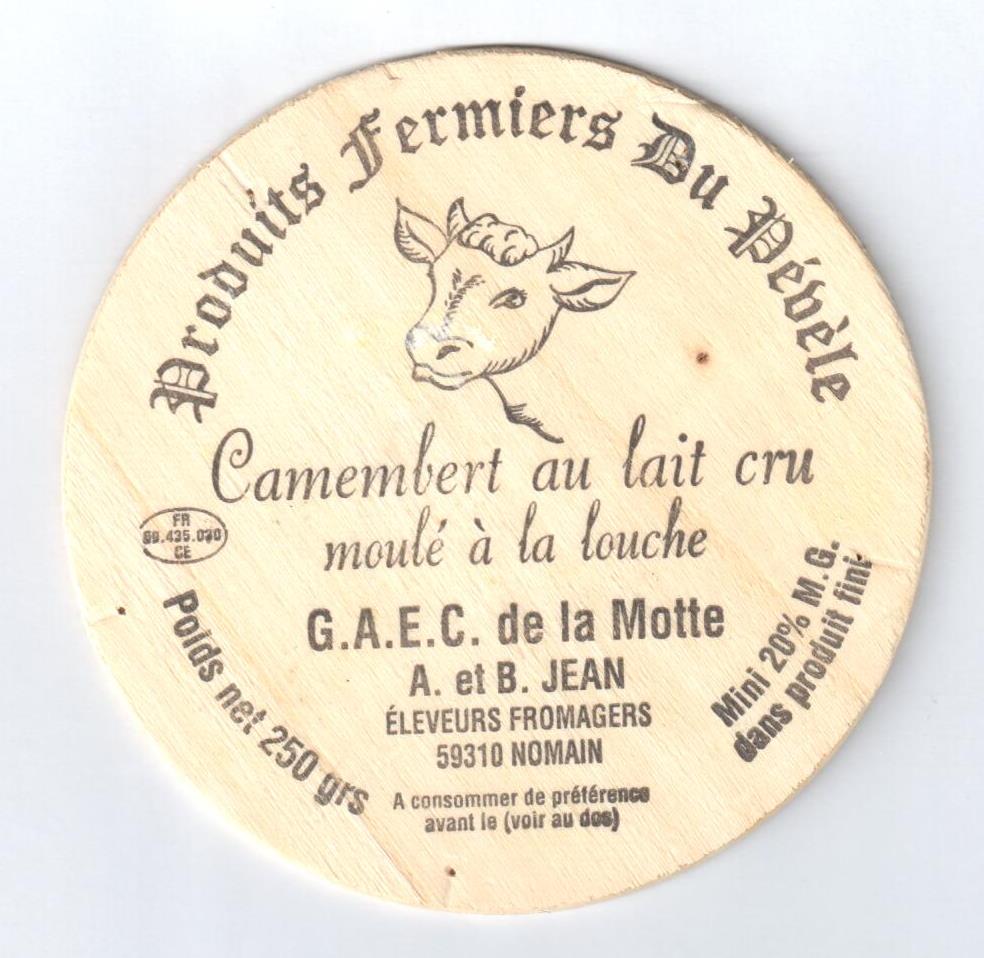 Produits Fermiers Du Pévèle
Camembert au lait cru
moulé à la louche
FR
59.435.030
CE
G.A.E.C. de la Motte
A. et B. JEAN
ÉLEVEURS FROMAGERS
59310 NOMAIN
A consommer de préférence
avant le (voir au dos)
Poids net 250 grs
Mini 20% M.G.
dans produit fini